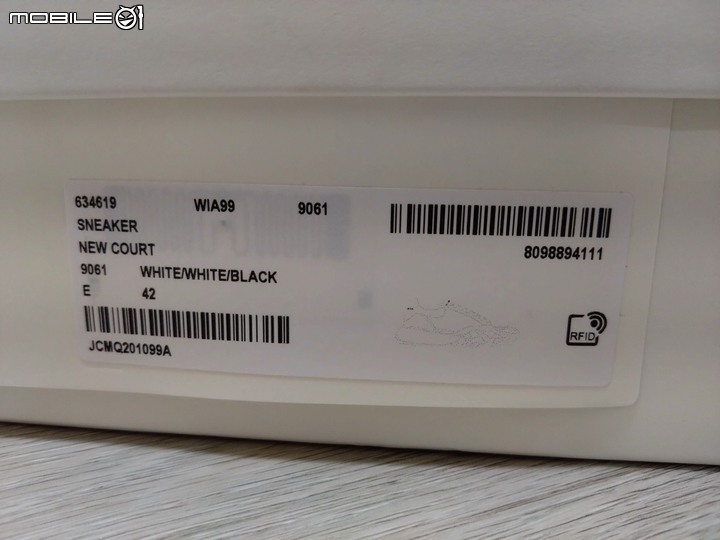 MOBILE01
634619 WIA99 9061
SNEAKER
NEW COURT
8098894111
9061 WHITE/WHITE/BLACK
E 42
JCMQ201099A
RFID